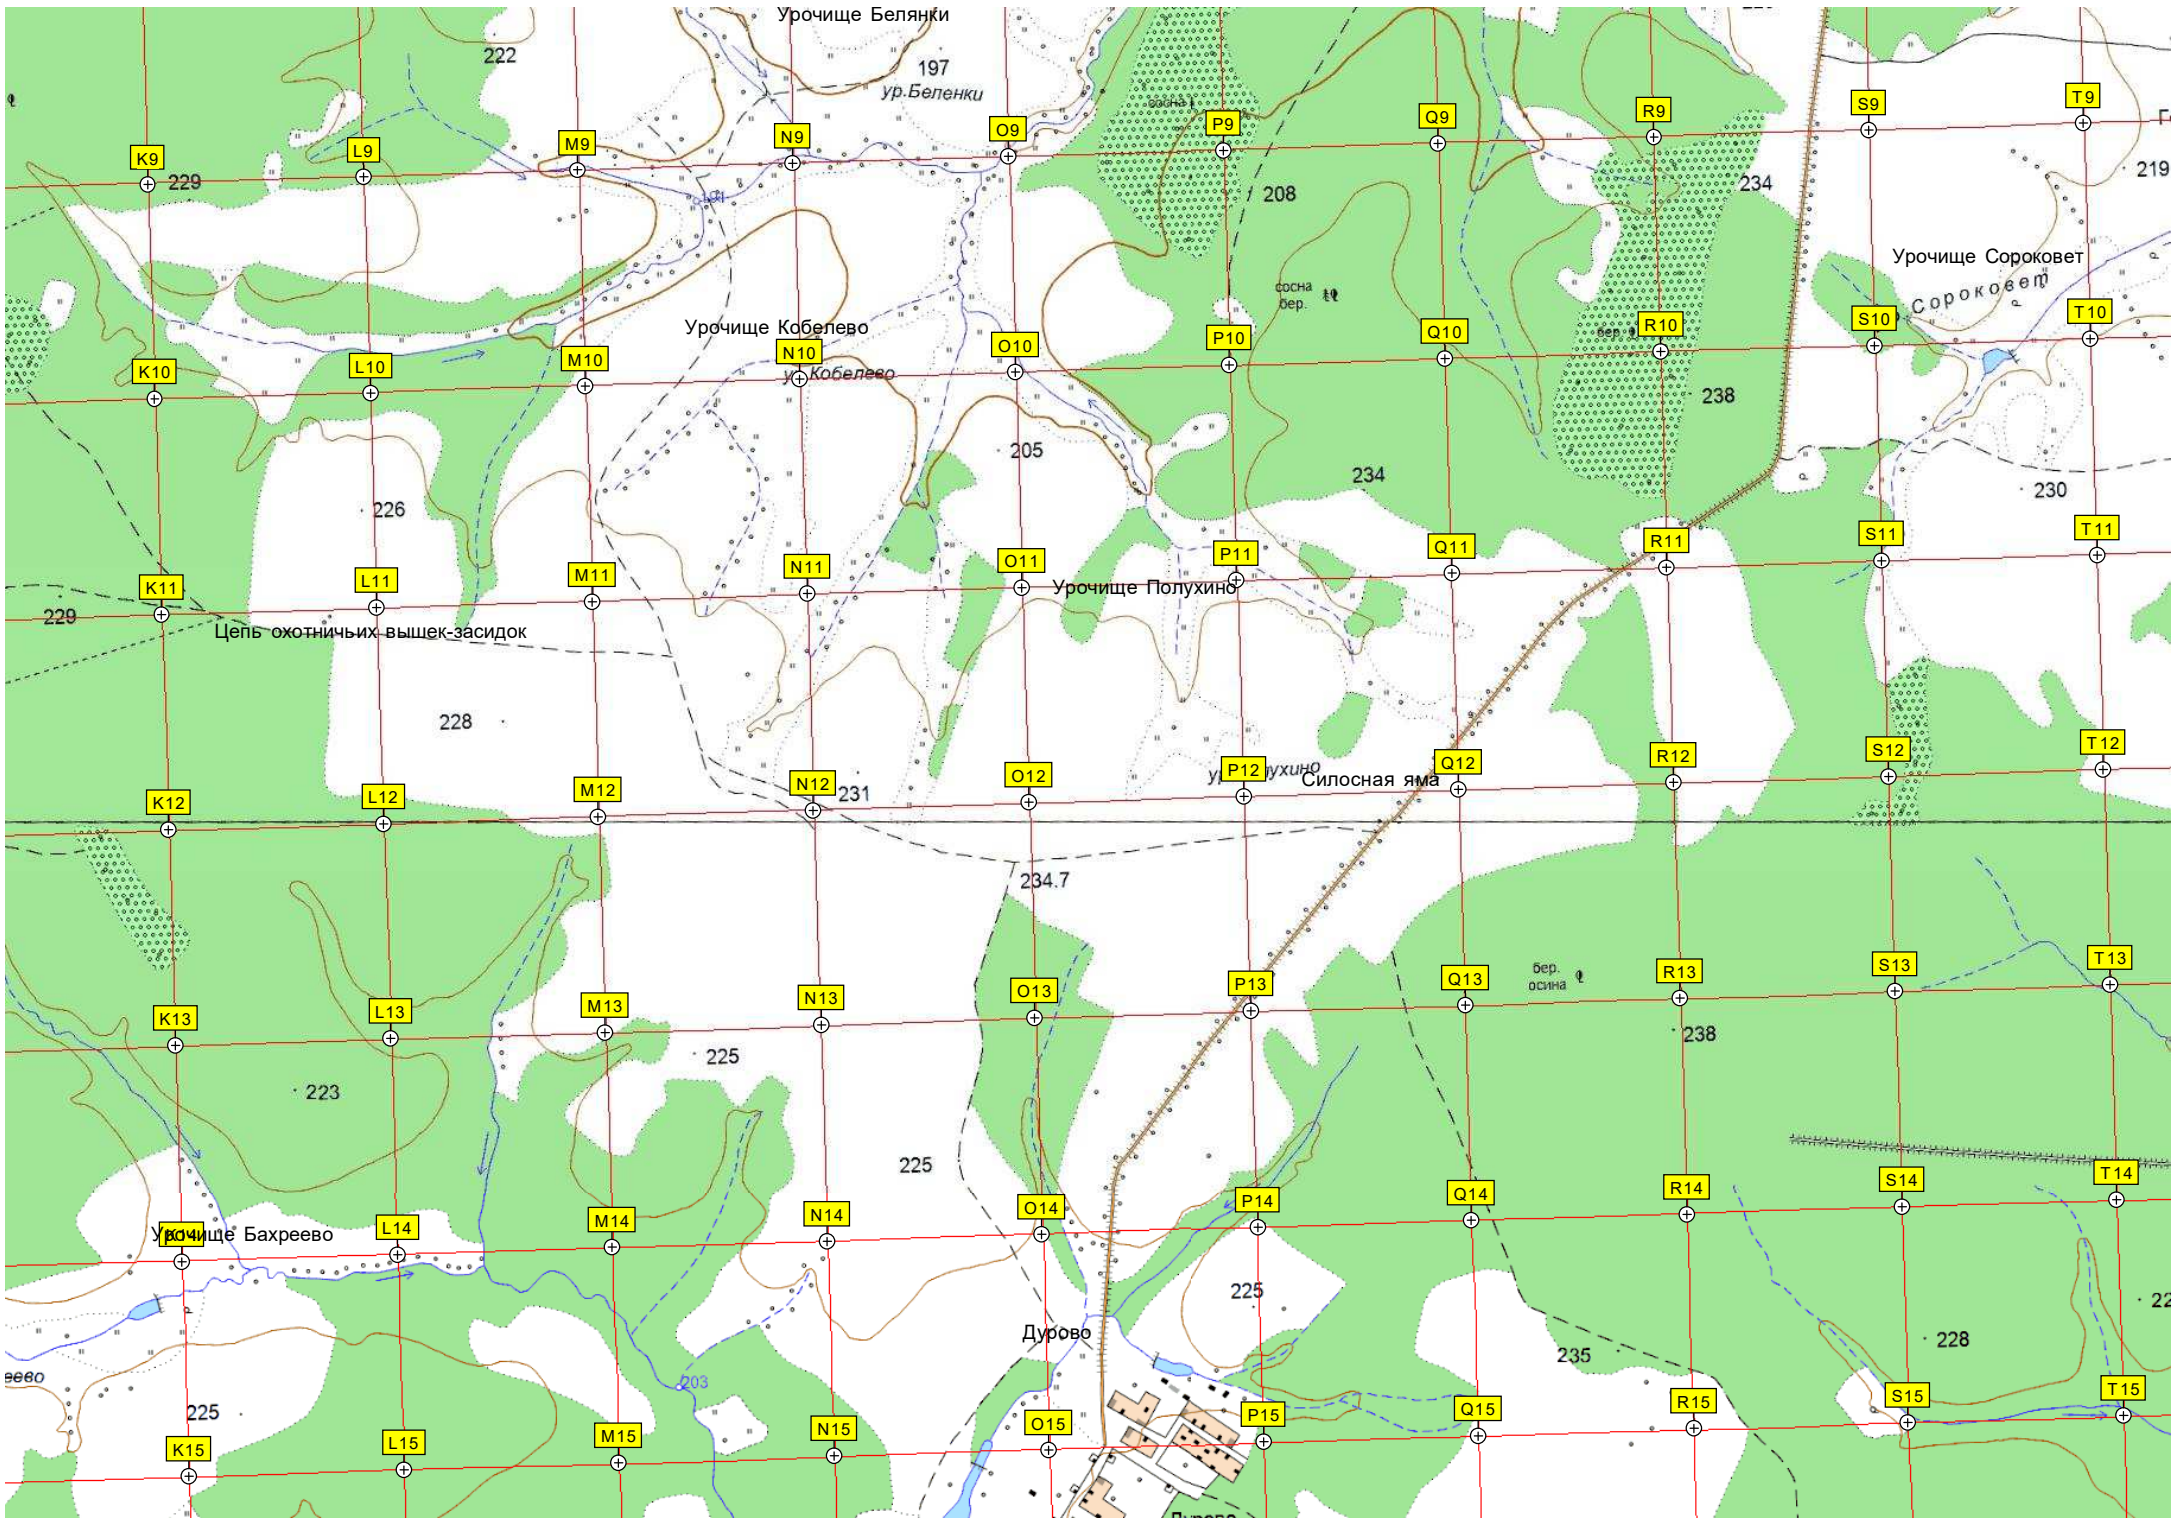 Урочище Белянки
222
197
ур.Беленки
сосна
K9
L9
M9
N9
O9
P9
Q9
R9
S9
T9
229
191
208
234
219
Урочище Сороковет
Сороковет
сосна
бер.
Урочище Кобелево
ур.Кобелево
бер.
K10
L10
M10
N10
O10
P10
Q10
R10
S10
T10
238
205
234
226
230
K11
L11
M11
N11
O11
P11
Q11
R11
S11
T11
229
Урочище Полухино
Цепь охотничьих вышек-засидок
228
K12
L12
M12
N12
O12
P12
Q12
R12
S12
T12
231
Силосная яма
234.7
бер.
осина
K13
L13
M13
N13
O13
P13
Q13
R13
S13
T13
225
238
223
225
K14
L14
M14
N14
O14
P14
Q14
R14
S14
T14
Урочище Бахреево
225
Дурово
235
228
203
225
K15
L15
M15
N15
O15
P15
Q15
R15
S15
T15